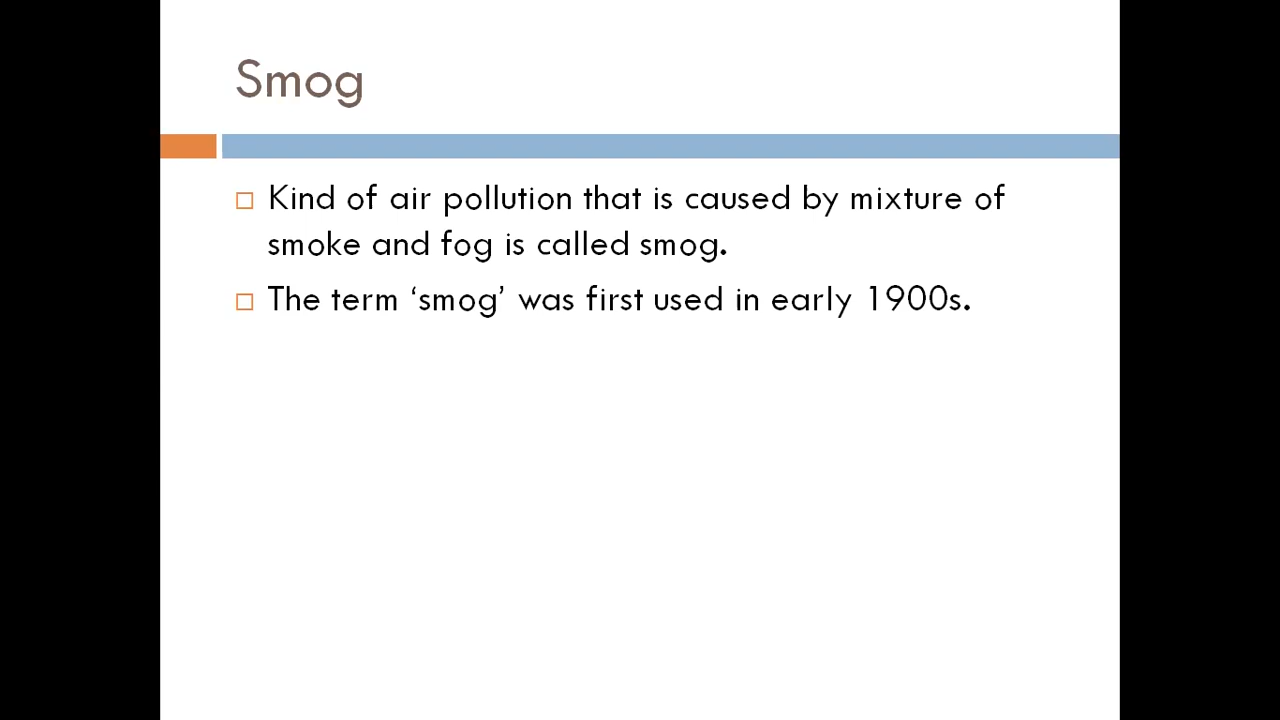 Smog
Kind of air pollution that is caused by mixture of
smoke and fog is called smog.
The term ‘smog’ was first used in early 1900s.